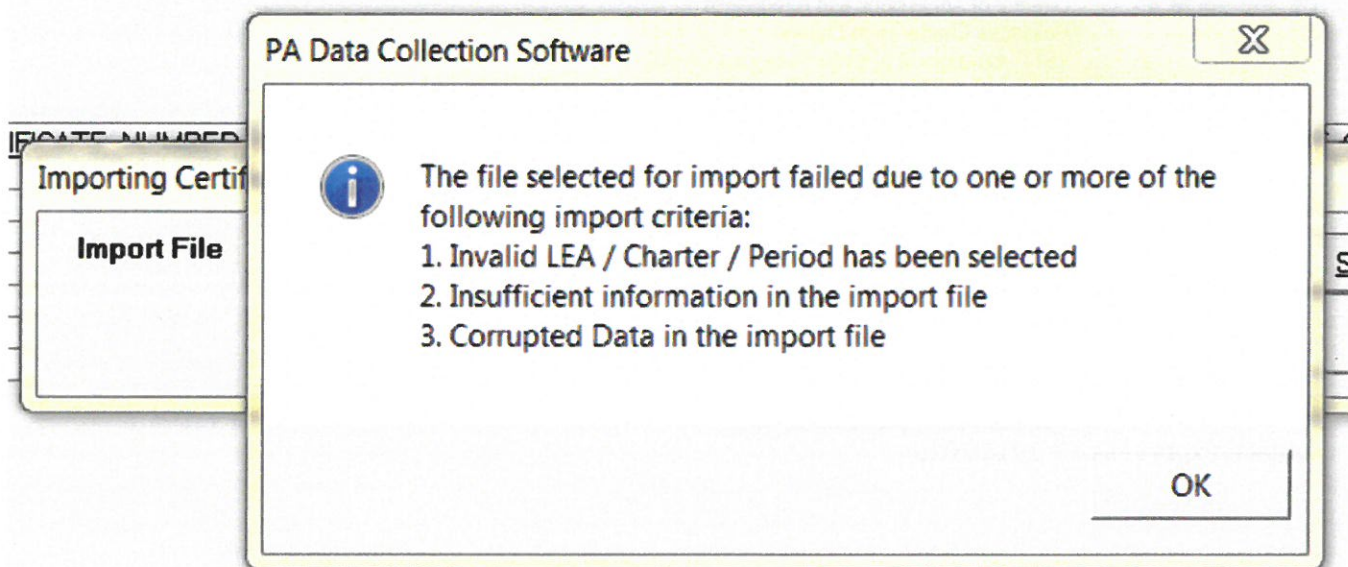 PA Data Collection Software
IFICATE_NUMBER
Importing Certif
Import File
The file selected for import failed due to one or more of the
following import criteria:
1. Invalid LEA / Charter / Period has been selected
2. Insufficient information in the import file
3. Corrupted Data in the import file
OK